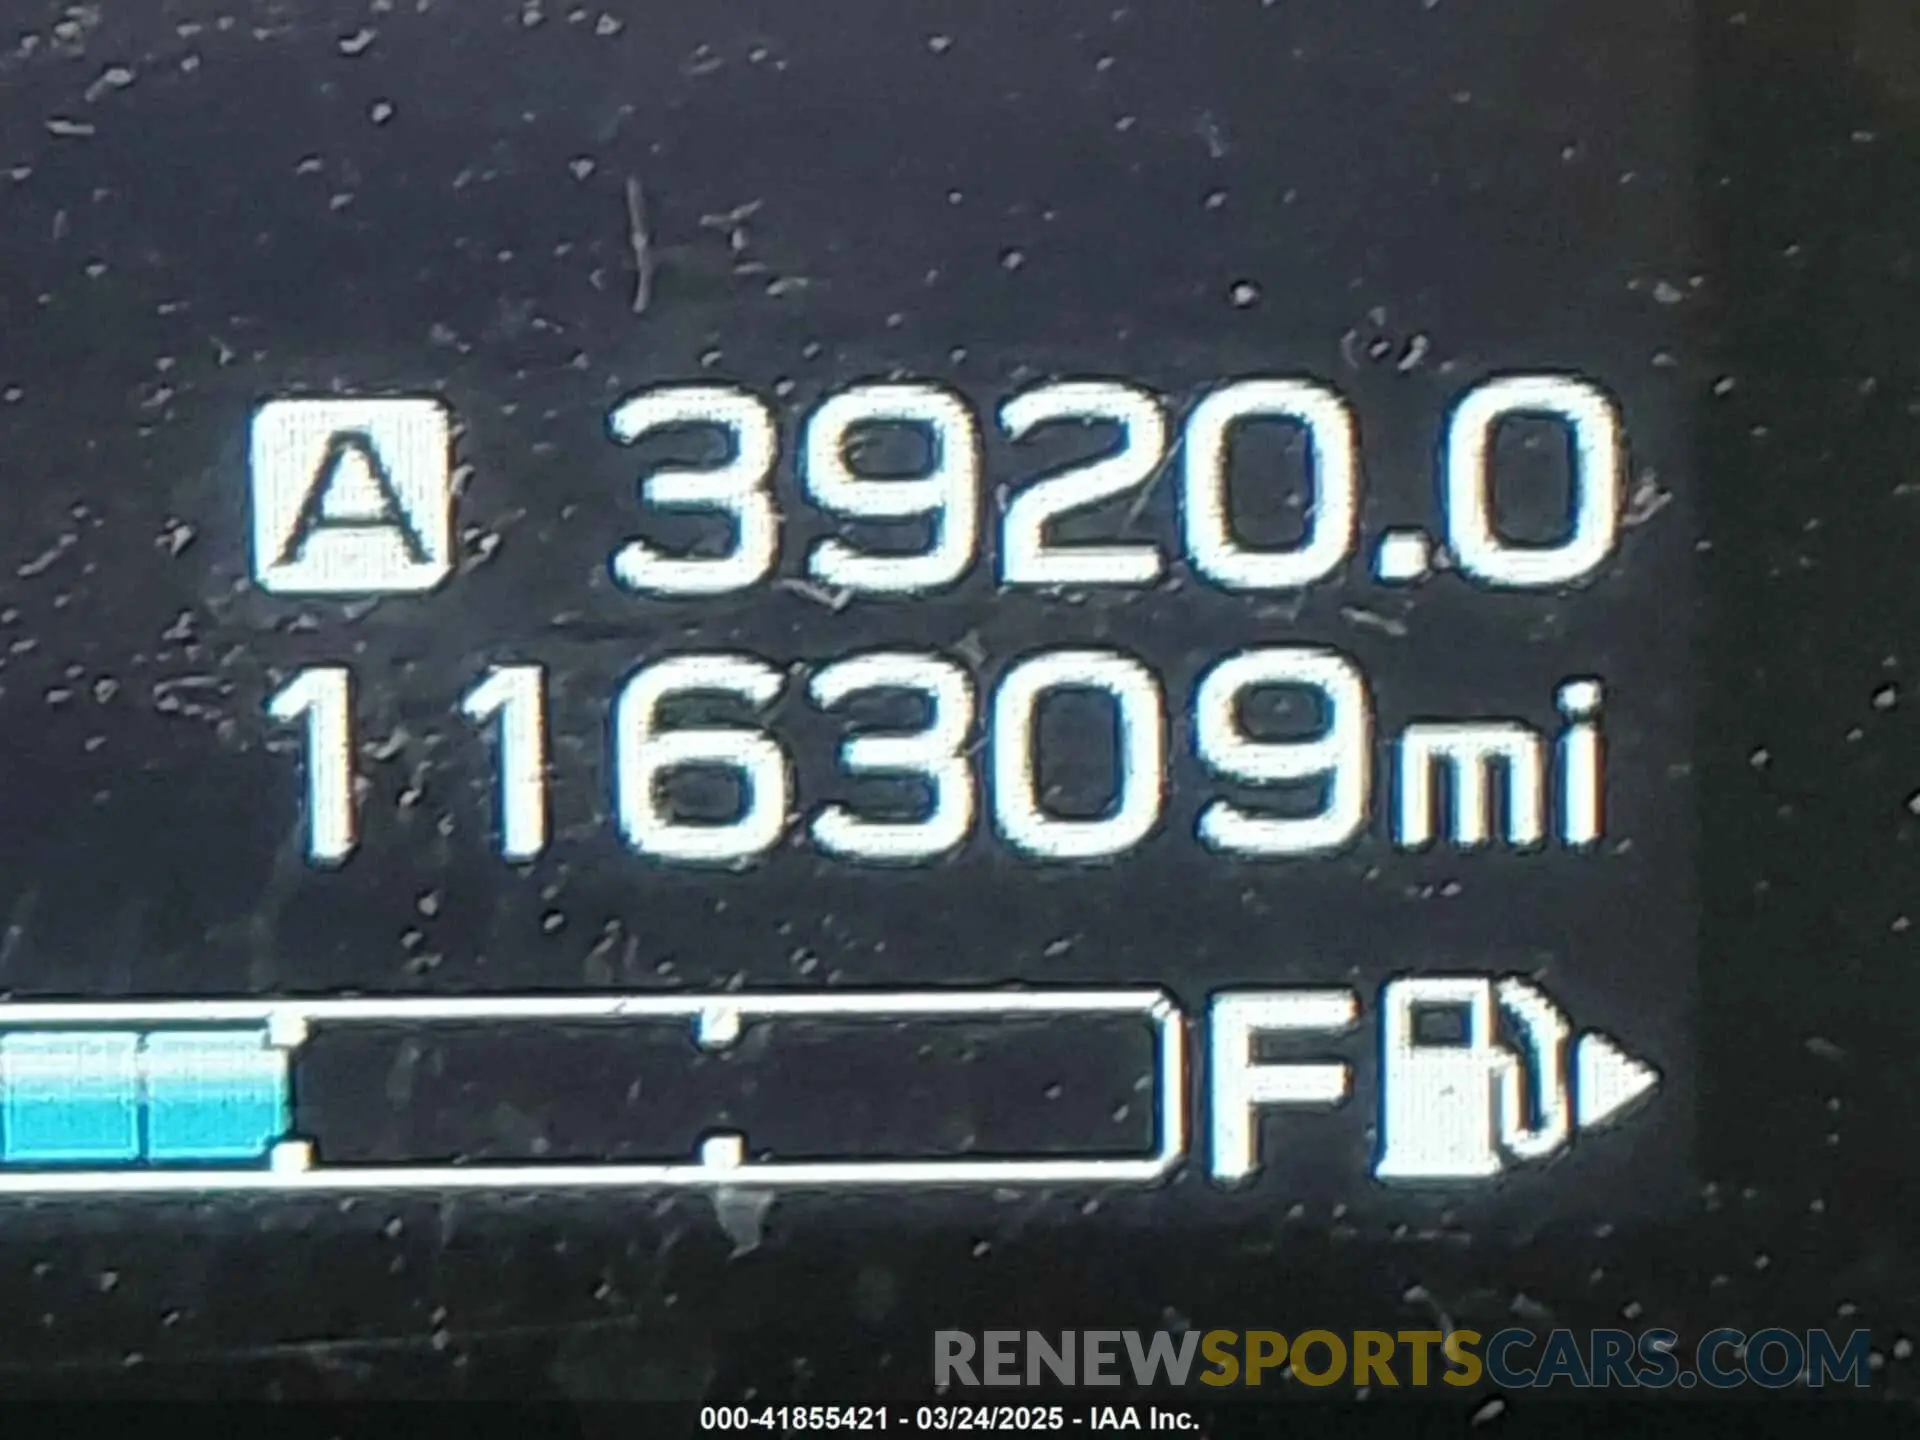 A 3920.0
116309mi
F
RENEWSPORTSCARS.COM
000-41855421 - 03/24/2025 - IAA Inc.